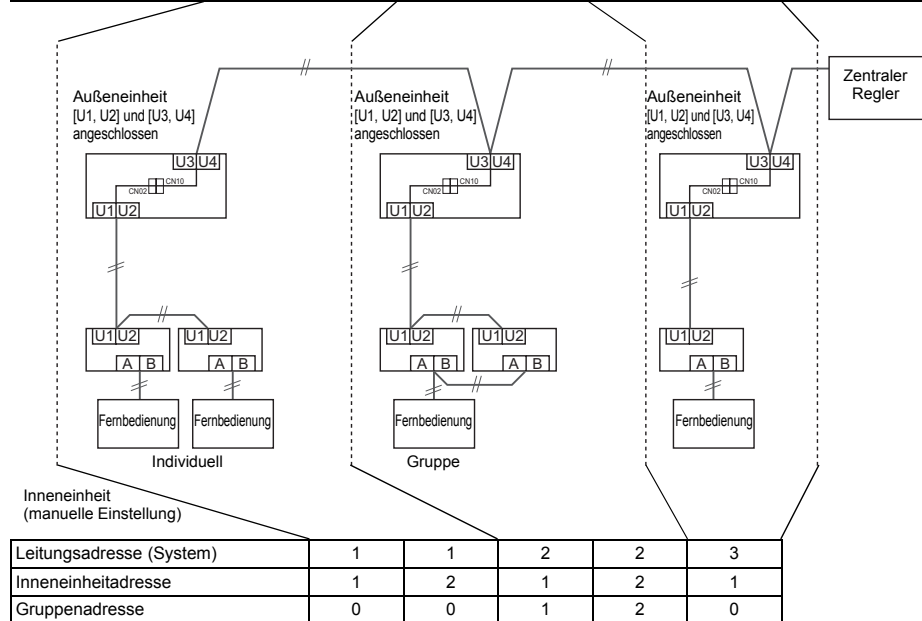 Zentraler
Regler
Außeneinheit
[U1, U2] und [U3, U4]
angeschlossen
Außeneinheit
[U1, U2] und [U3, U4]
angeschlossen
Außeneinheit
[U1, U2] und [U3, U4]
angeschlossen
U3 U4
U3 U4
U3 U4
CN02 CN10
CN02 CN10
CN02 CN10
U1 U2
U1 U2
U1 U2
U1 U2
U1 U2
U1 U2
U1 U2
U1 U2
A B
A B
A B
A B
A B
Fernbedienung
Fernbedienung
Fernbedienung
Fernbedienung
Individuell
Gruppe
Inneneinheit
(manuelle Einstellung)
Leitungsadresse (System) 1 1 2 2 3
Inneneinheitadresse 1 2 1 2 1
Gruppenadresse 0 0 1 2 0